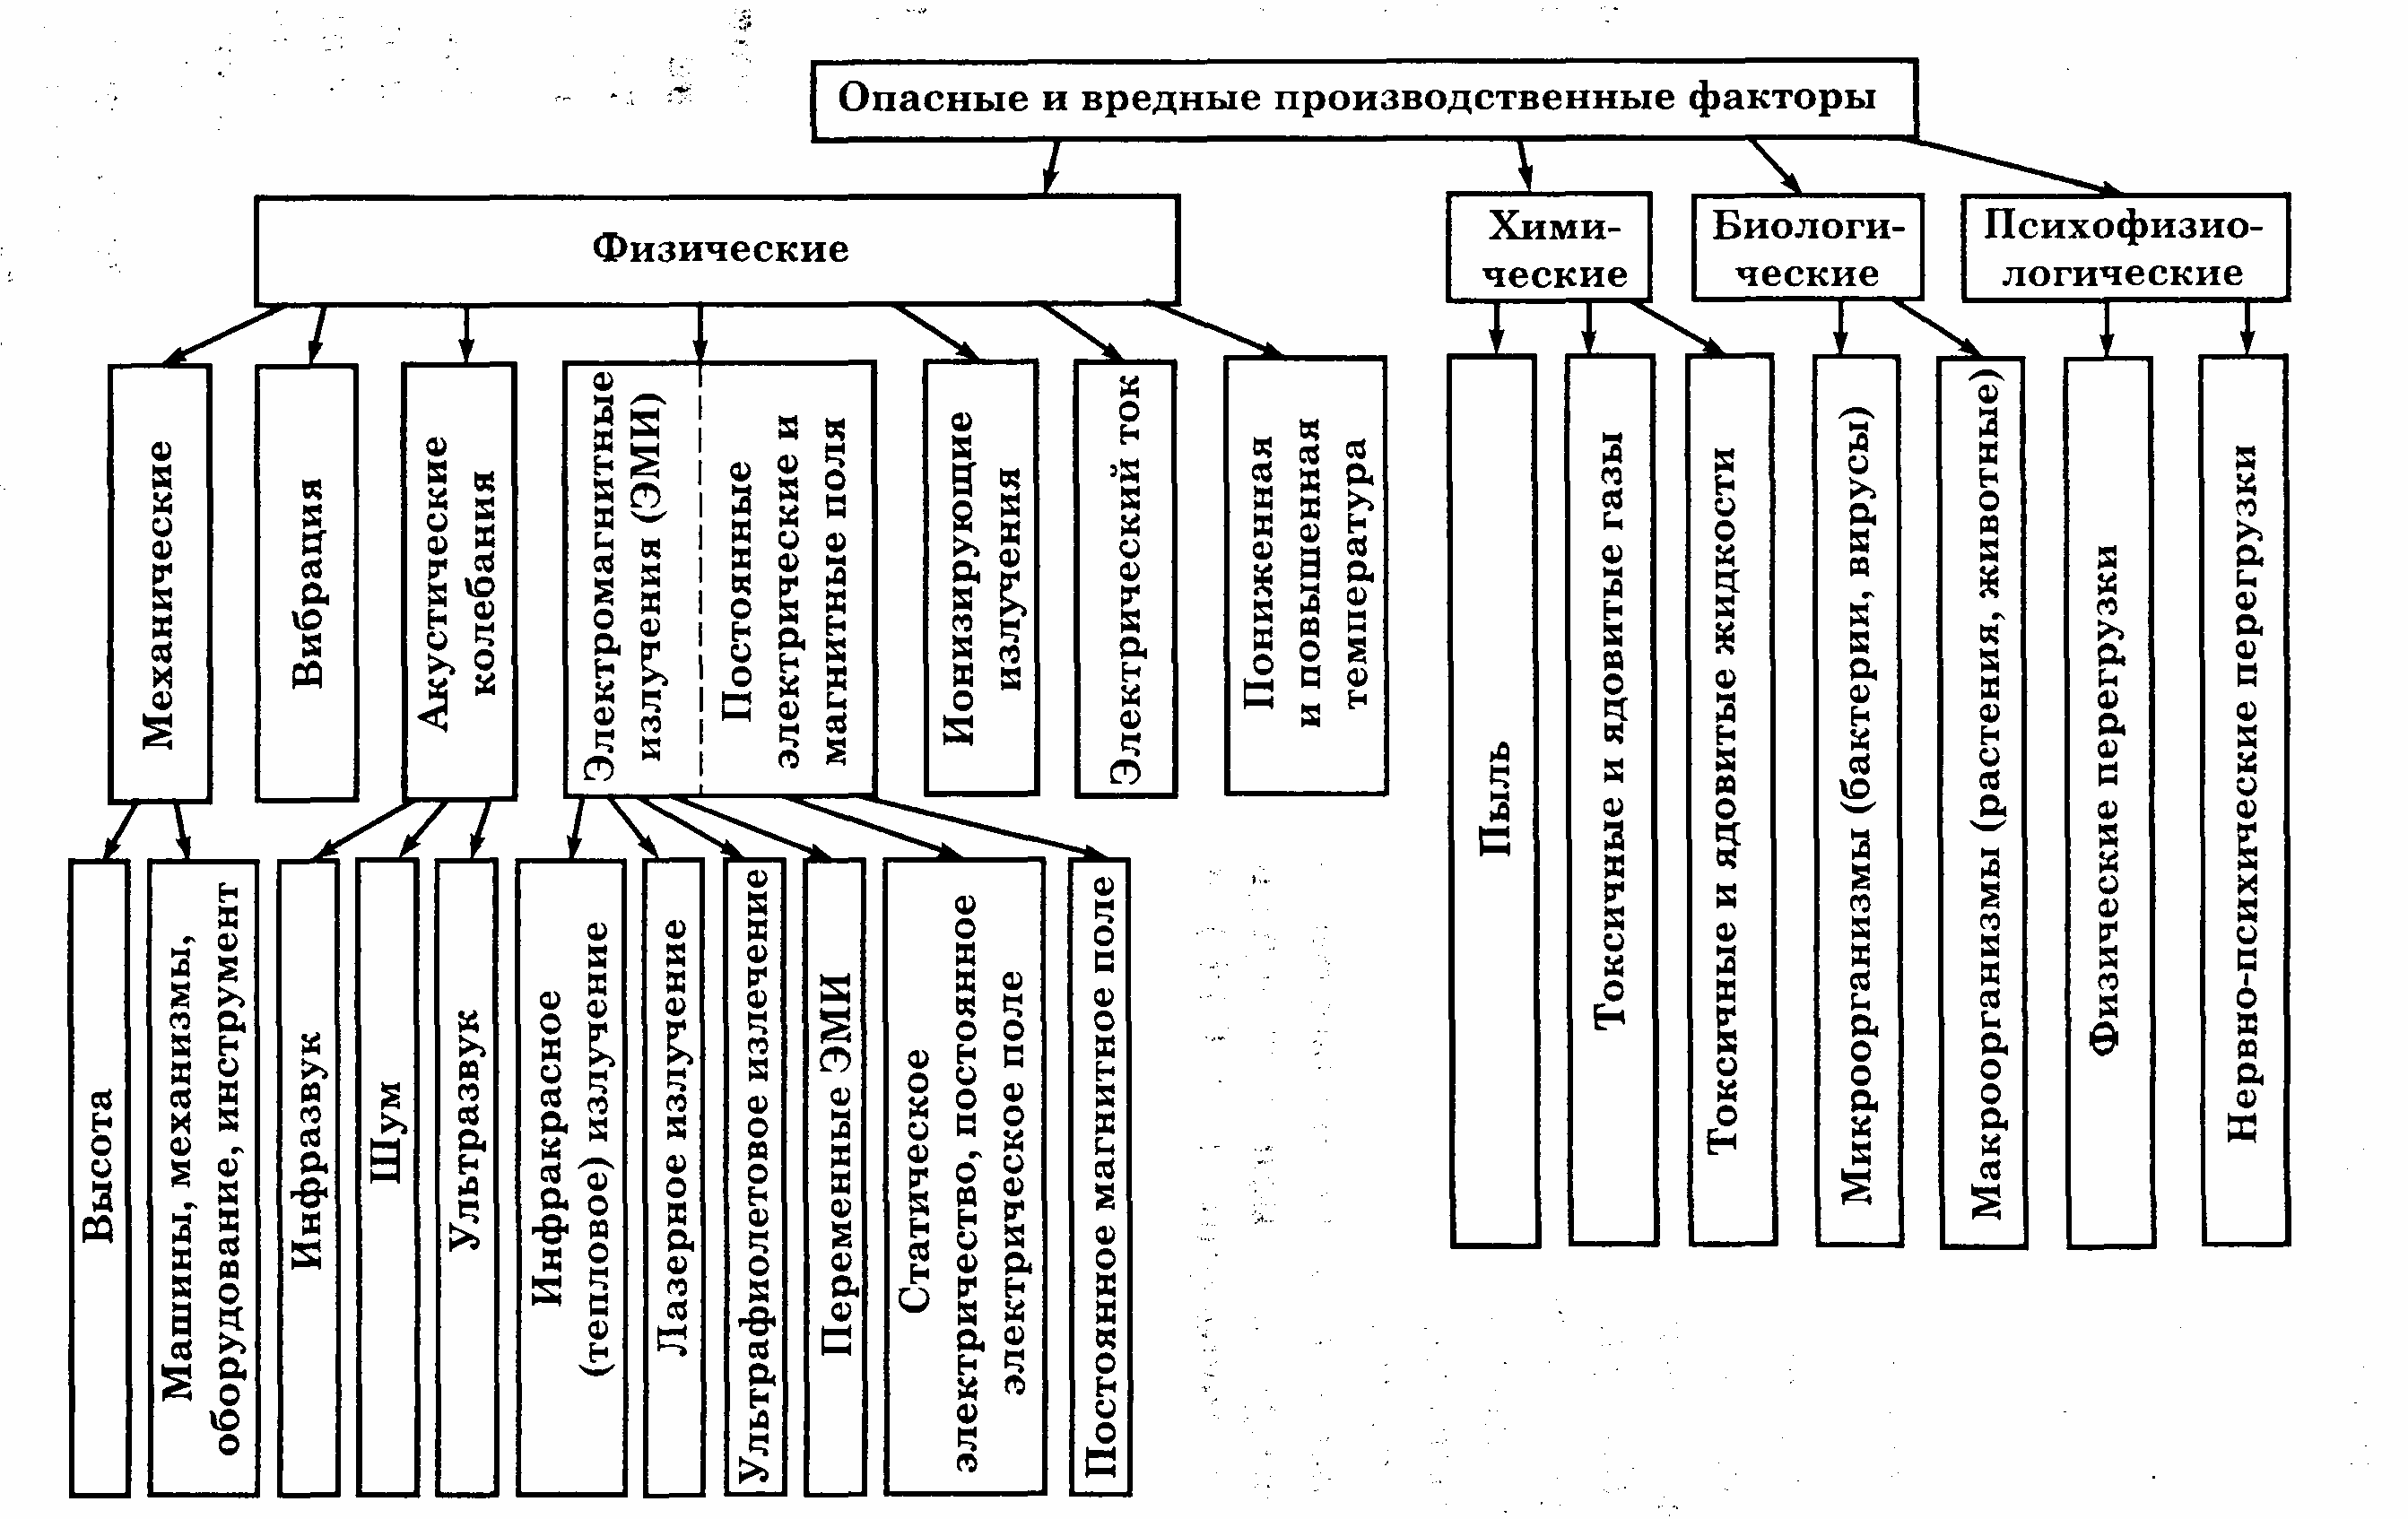 Опасные и вредные производственные факторы
Физические
Хими-
ческие
Биологи-
ческие
Психофизио-
логические
Механические
Вибрация
Акустические
колебания
Электромагнитные
излучения (ЭМИ)
Постоянные
электрические и
магнитные поля
Ионизирующие
излучения
Электрический ток
Пониженная
и повышенная
температура
Пыль
Токсичные и ядовитые газы
Токсичные и ядовитые жидкости
Микроорганизмы (бактерии, вирусы)
Макроорганизмы (растения, животные)
Физические перегрузки
Нервно-психические перегрузки
Высота
Машины, механизмы,
оборудование, инструмент
Инфразвук
Шум
Ультразвук
Инфракрасное
(тепловое) излучение
Лазерное излучение
Ультрафиолетовое излечение
Переменные ЭМИ
Статическое
электричество, постоянное
электрическое поле
Постоянное магнитное поле